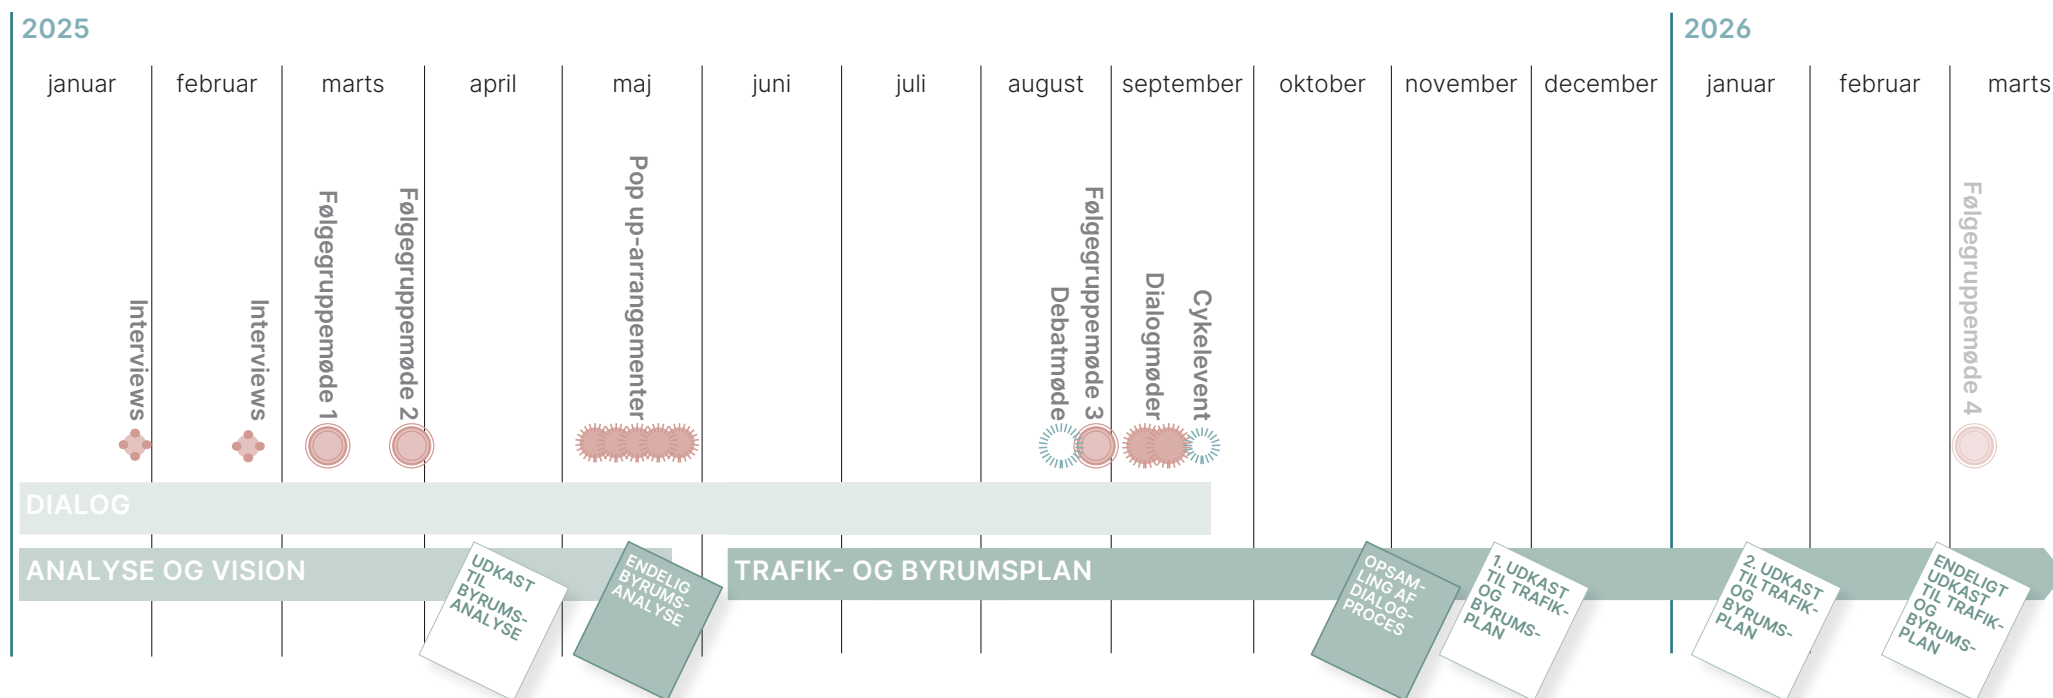 2025
2026
januar
februar
marts
april
maj
juni
juli
august
september
oktober
november
december
januar
februar
marts
Interviews
Interviews
Følgegruppemøde 1
Følgegruppemøde 2
Pop up-arrangementer
Debatmøde
Følgegruppemøde 3
Dialogmøder
Cykelevent
Følgegruppemøde 4
DIALOG
ANALYSE OG VISION
TRAFIK- OG BYRUMSPLAN
UDKAST
TIL
BYRUMS-
ANALYSE
ENDELIG
BYRUMS-
ANALYSE
OPSAM-
LING AF
DIALOG-
PROCES
1. UDKAST
TIL TRAFIK-
OG
BYRUMS-
PLAN
2. UDKAST
TIL TRAFIK-
OG
BYRUMS-
PLAN
ENDELIGT
UDKAST
TIL TRAFIK-
OG
BYRUMS-
PLAN